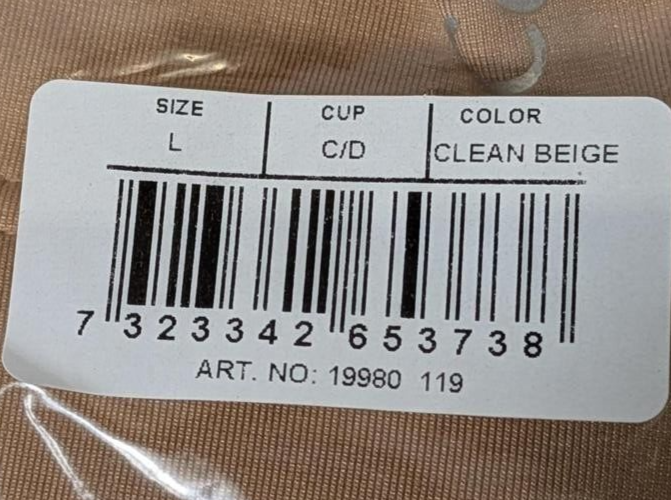 SIZE CUP COLOR
L C/D CLEAN BEIGE
7 323342 653738
ART. NO: 19980 119